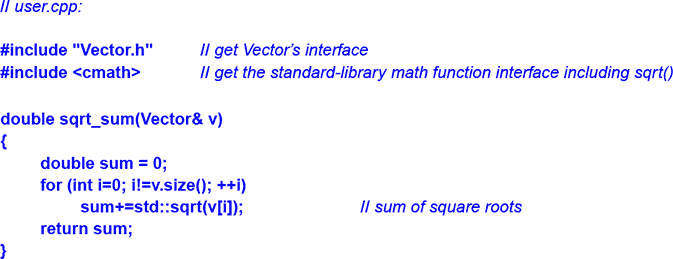 // user.cpp:
#include "Vector.h" // get Vector’s interface
#include <cmath> // get the standard-library math function interface including sqrt()
double sqrt_sum(Vector& v)
{
double sum = 0;
for (int i=0; i!=v.size(); ++i)
sum+=std::sqrt(v[i]); // sum of square roots
return sum;
}